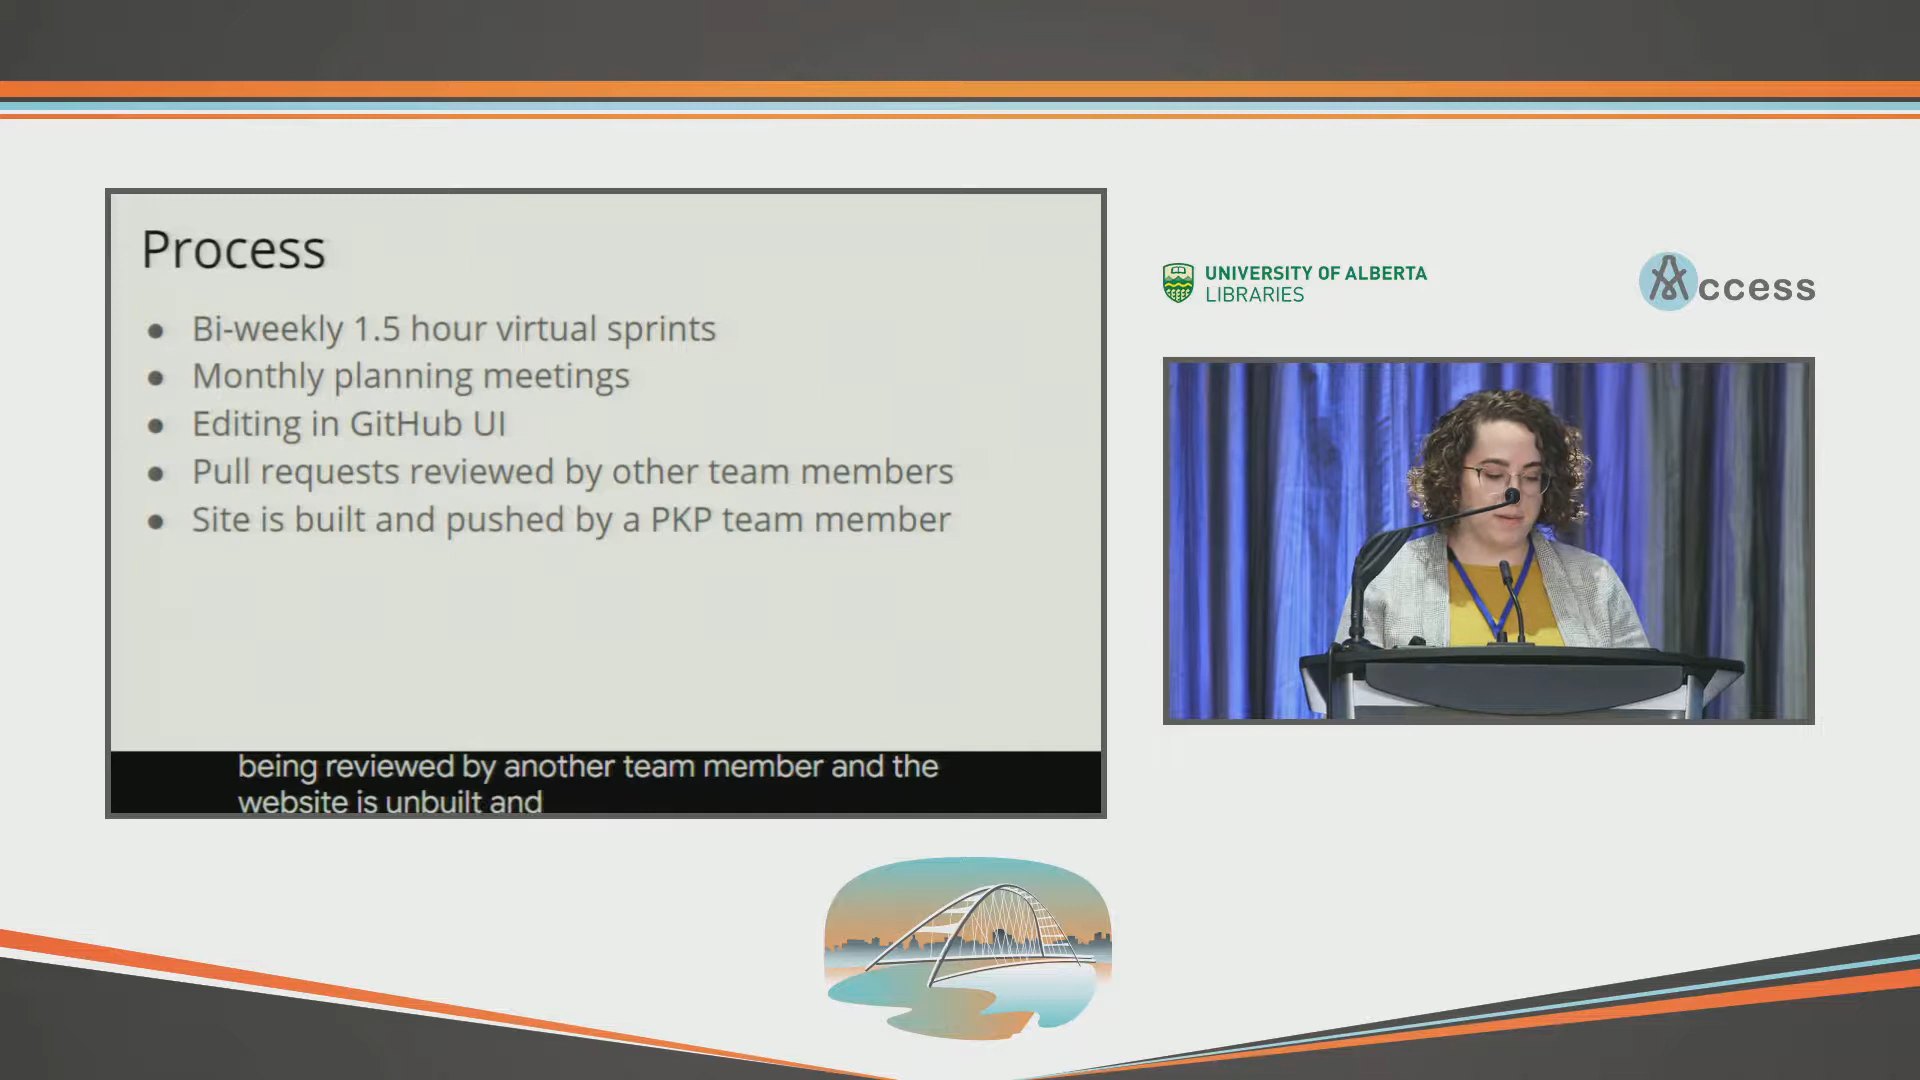 Process
● Bi-weekly 1.5 hour virtual sprints
● Monthly planning meetings
● Editing in GitHub UI
● Pull requests reviewed by other team members
● Site is built and pushed by a PKP team member
being reviewed by another team member and the
website is unbuilt and
UNIVERSITY OF ALBERTA
LIBRARIES
Access